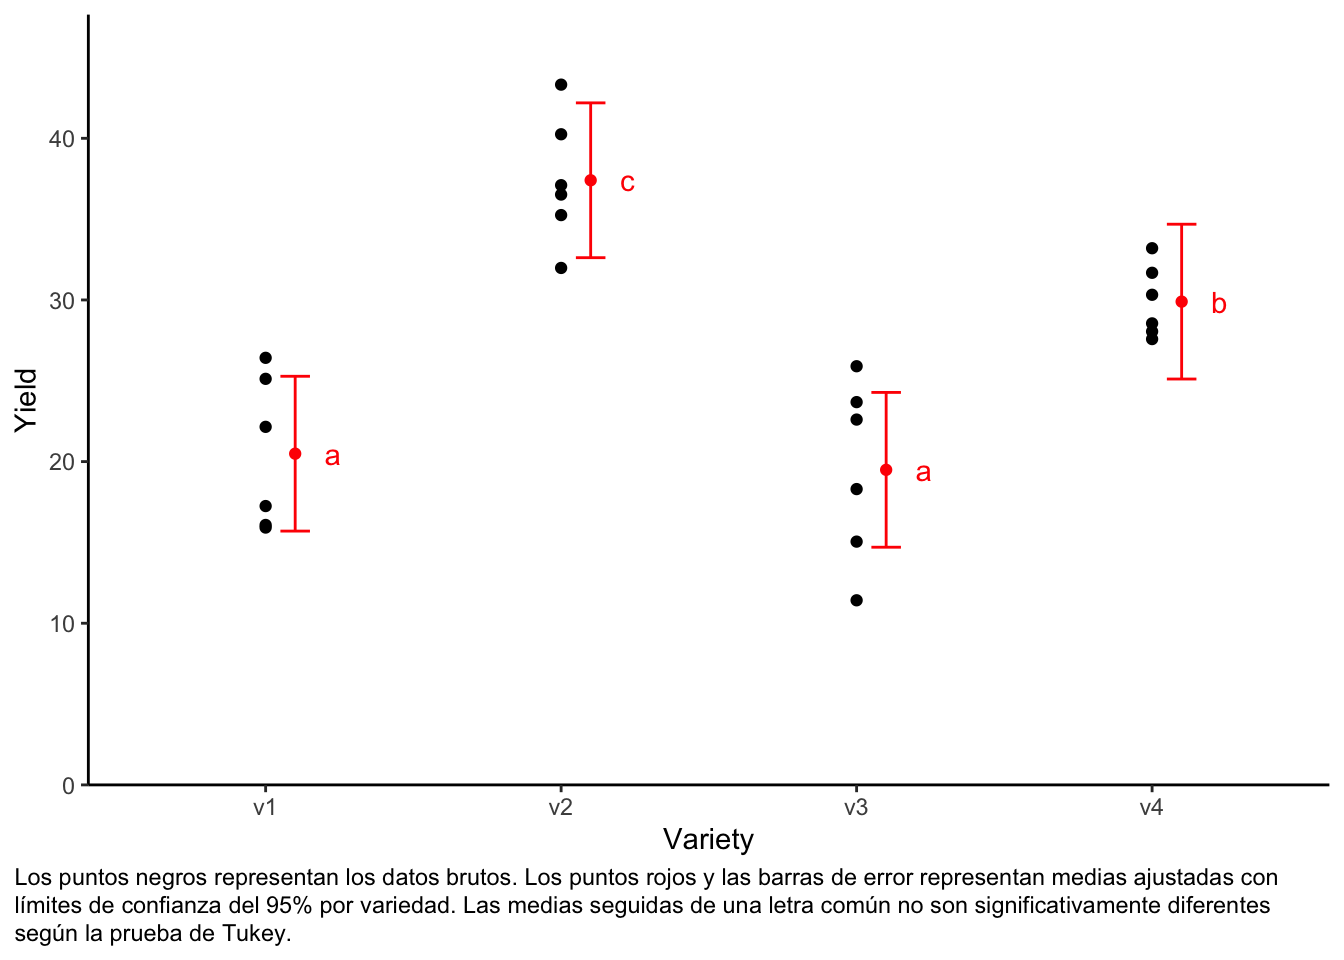 40
30
20
10
0
Yield
c
b
a
a
v1 v2 v3 v4
Variety
Los puntos negros representan los datos brutos. Los puntos rojos y las barras de error representan medias ajustadas con
límites de confianza del 95% por variedad. Las medias seguidas de una letra común no son significativamente diferentes
según la prueba de Tukey.